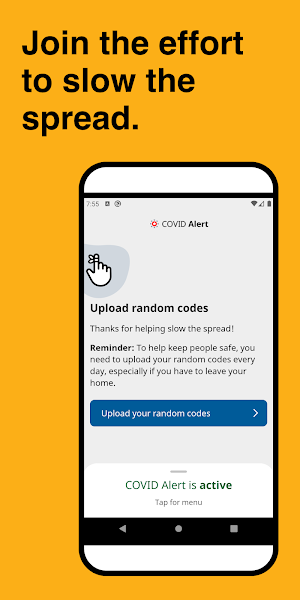 Join the effort
to slow the
spread.
7:55
COVID Alert
Upload random codes
Thanks for helping slow the spread!
Reminder: To help keep people safe, you
need to upload your random codes every
day, especially if you have to leave your
home.
Upload your random codes
COVID Alert is active
Tap for menu